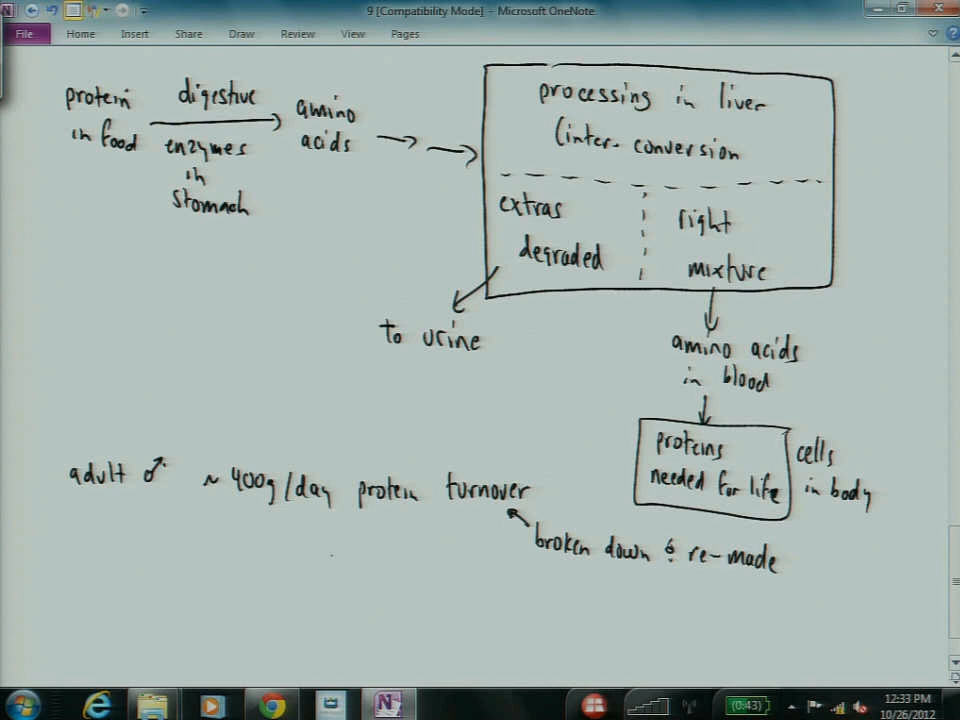 9 [Compatibility Mode] - Microsoft OneNote
File Home Insert Share Draw Review View Pages
protein digestive amino
in food enzymes acids
in
stomach
processing in liver
(inter-conversion
extras right
degraded mixture
to urine
amino acids
in blood
proteins
needed for life
cells
in body
adult ♂ ~ 400g/day protein turnover
broken down & re-made
(0:43)
12:33 PM
10/26/2012